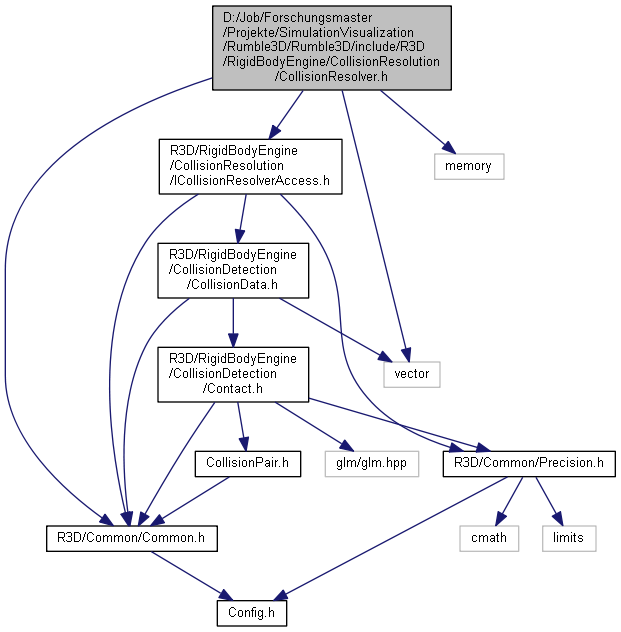 D:/Job/Forschungsmaster
/Projekte/SimulationVisualization
/Rumble3D/Rumble3D/include/R3D
/RigidBodyEngine/CollisionResolution
/CollisionResolver.h
R3D/RigidBodyEngine
/CollisionResolution
/ICollisionResolverAccess.h
memory
R3D/RigidBodyEngine
/CollisionDetection
/CollisionData.h
R3D/RigidBodyEngine
/CollisionDetection
/Contact.h
vector
CollisionPair.h
glm/glm.hpp
R3D/Common/Precision.h
R3D/Common/Common.h
cmath
limits
Config.h